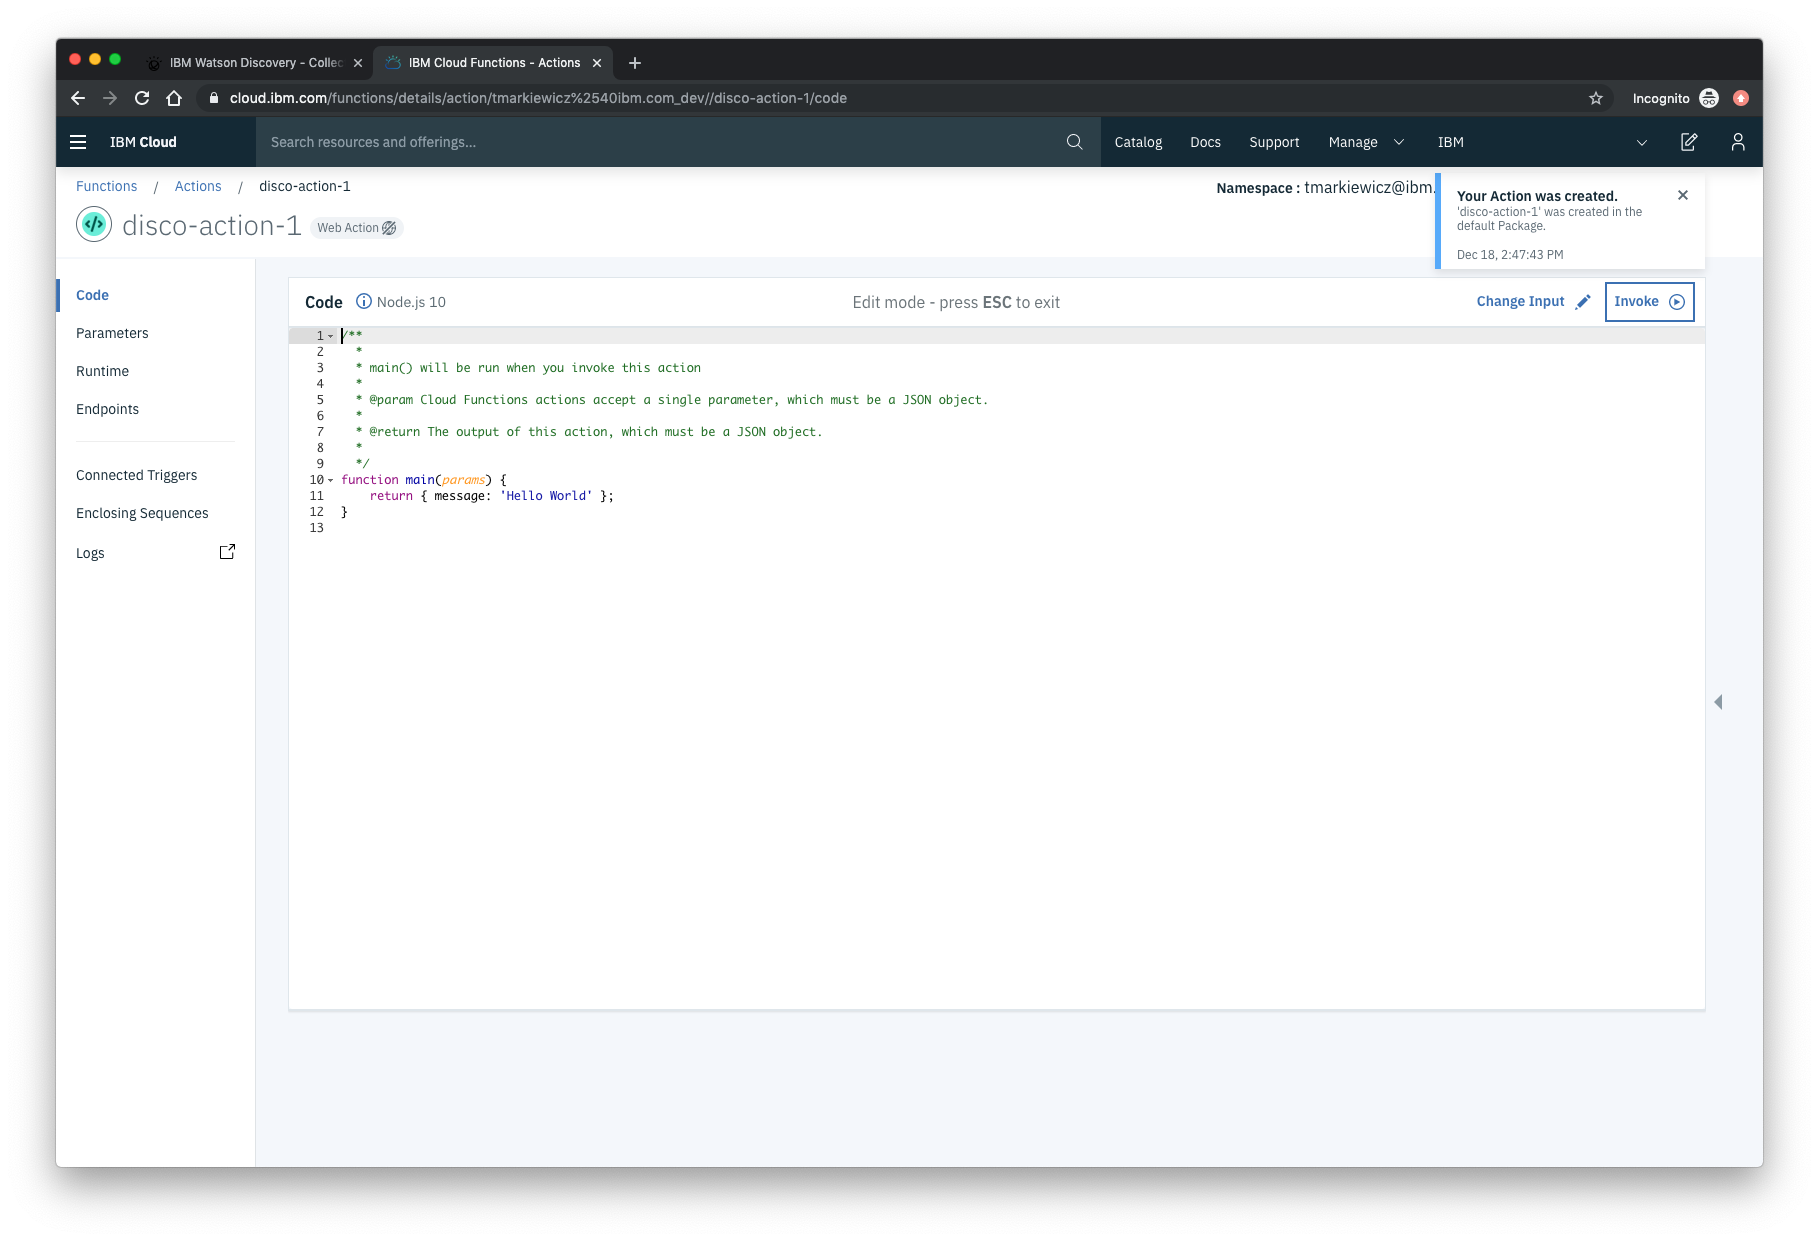 IBM Watson Discovery - Collec
IBM Cloud Functions - Actions
cloud.ibm.com/functions/details/action/tmarkiewicz%2540ibm.com_dev//disco-action-1/code
Incognito
IBM Cloud
Search resources and offerings...
Catalog
Docs
Support
Manage
IBM
Functions / Actions / disco-action-1
Namespace : tmarkiewicz@ibm.
Your Action was created.
'disco-action-1' was created in the
default Package.
Dec 18, 2:47:43 PM
disco-action-1
Web Action
Code
Parameters
Runtime
Endpoints
Connected Triggers
Enclosing Sequences
Logs
Code
Node.js 10
Edit mode - press ESC to exit
Change Input
Invoke
1 /**
2 *
3 * main() will be run when you invoke this action
4 *
5 * @param Cloud Functions actions accept a single parameter, which must be a JSON object.
6 *
7 * @return The output of this action, which must be a JSON object.
8 *
9 */
10 function main(params) {
11 return { message: 'Hello World' };
12 }
13